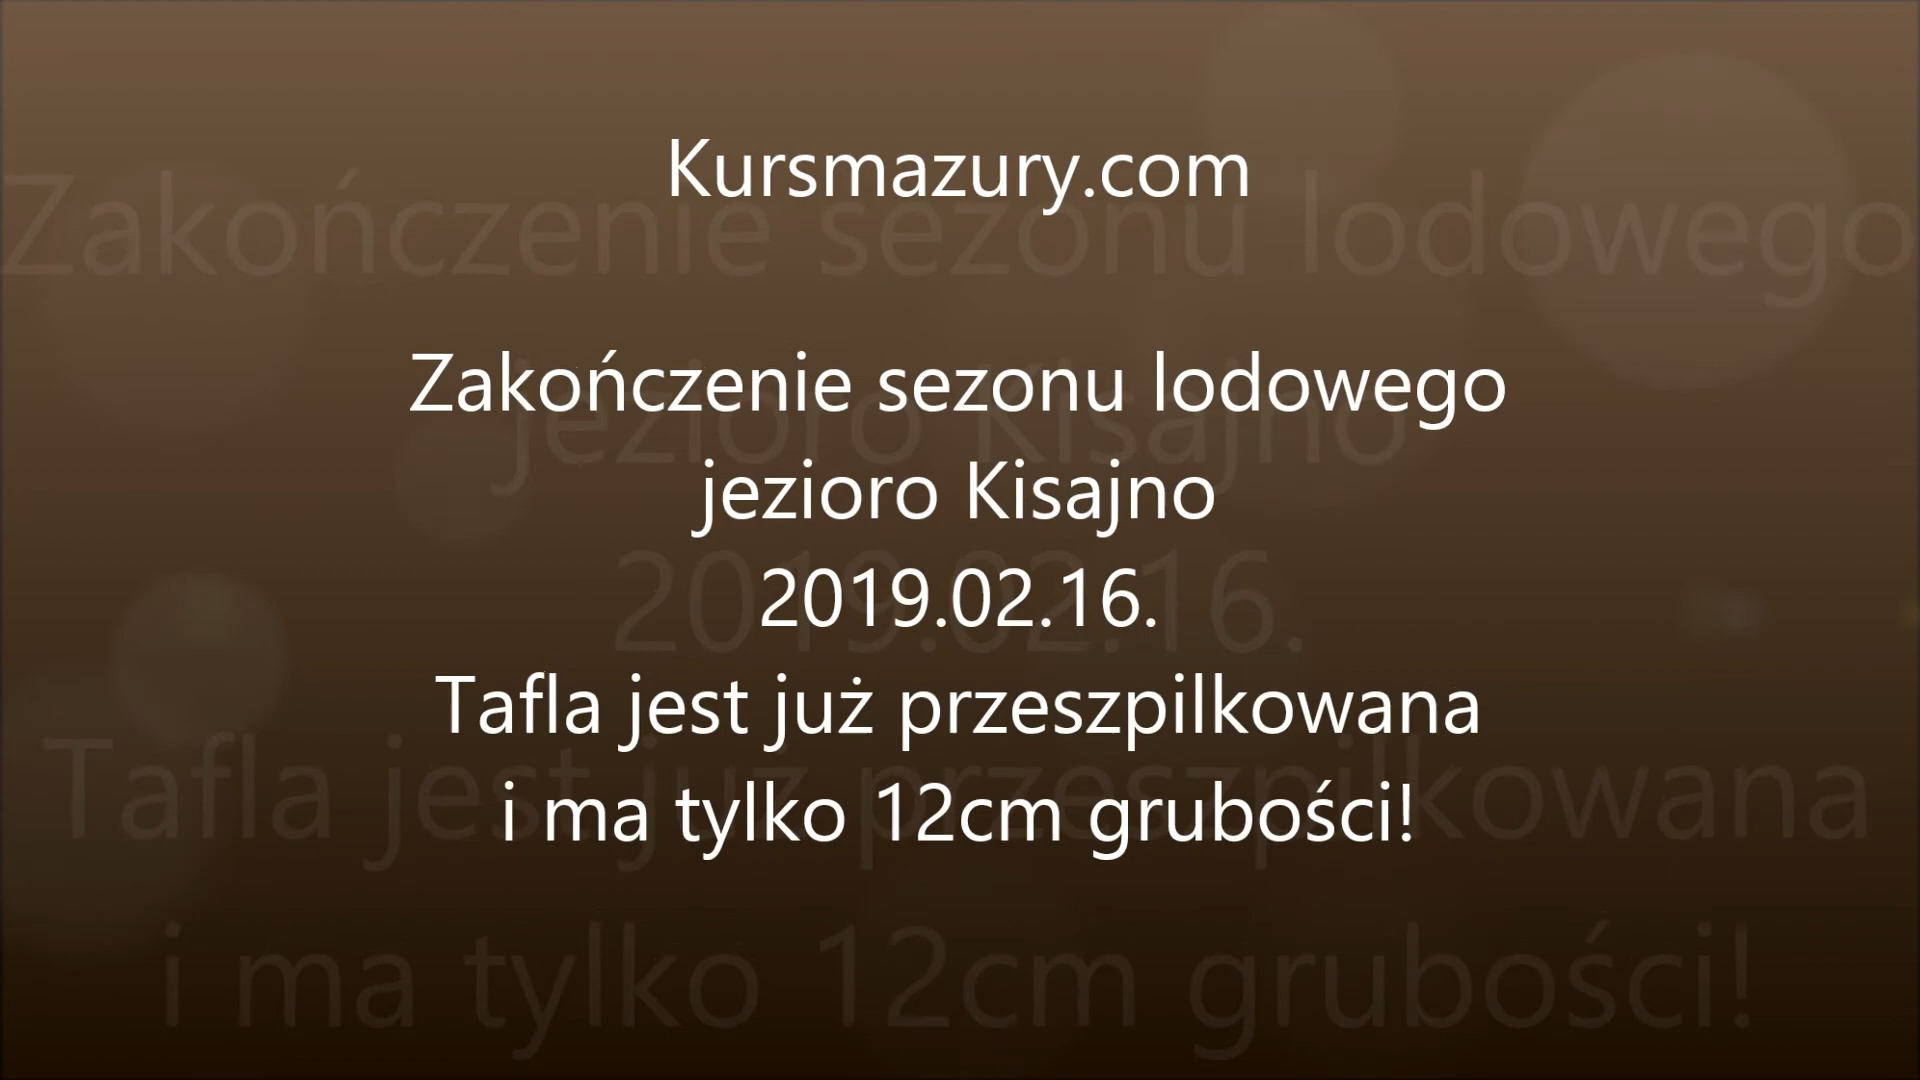 Kursmazury.com
Zakończenie sezonu lodowego
jezioro Kisajno
2019.02.16.
Tafla jest już przeszpilkowana
i ma tylko 12cm grubości!